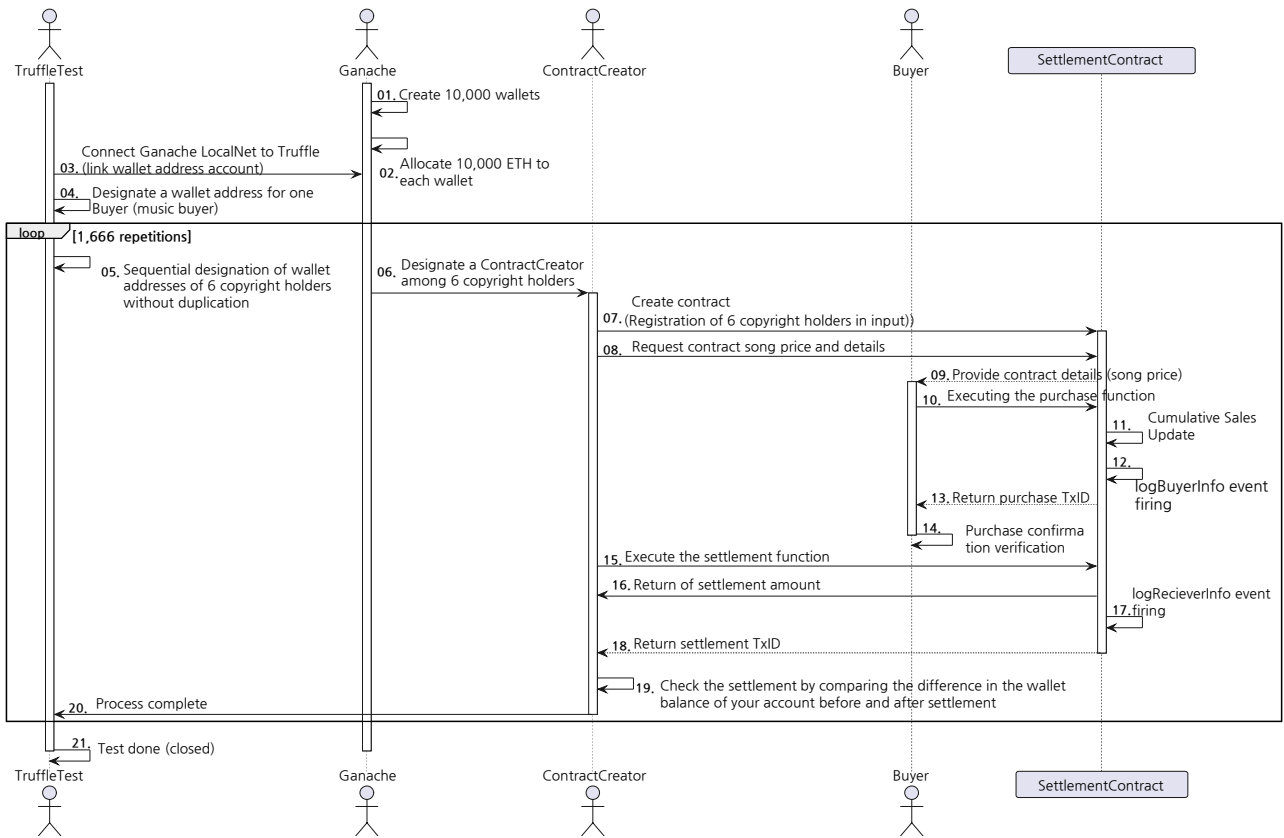 TruffleTest
Ganache
ContractCreator
Buyer
SettlementContract
01. Create 10,000 wallets
02. Allocate 10,000 ETH to
each wallet
Connect Ganache LocalNet to Truffle
03. (link wallet address account)
04. Designate a wallet address for one
Buyer (music buyer)
loop [1,666 repetitions]
05. Sequential designation of wallet
addresses of 6 copyright holders
without duplication
06. Designate a ContractCreator
among 6 copyright holders
Create contract
07. (Registration of 6 copyright holders in input))
08. Request contract song price and details
09. Provide contract details (song price)
10. Executing the purchase function
11. Cumulative Sales
Update
12. logBuyerInfo event
firing
13. Return purchase TxID
14. Purchase confirma
tion verification
15. Execute the settlement function
16. Return of settlement amount
logRecieverInfo event
17. firing
18. Return settlement TxID
19. Check the settlement by comparing the difference in the wallet
balance of your account before and after settlement
20. Process complete
21. Test done (closed)
TruffleTest
Ganache
ContractCreator
Buyer
SettlementContract